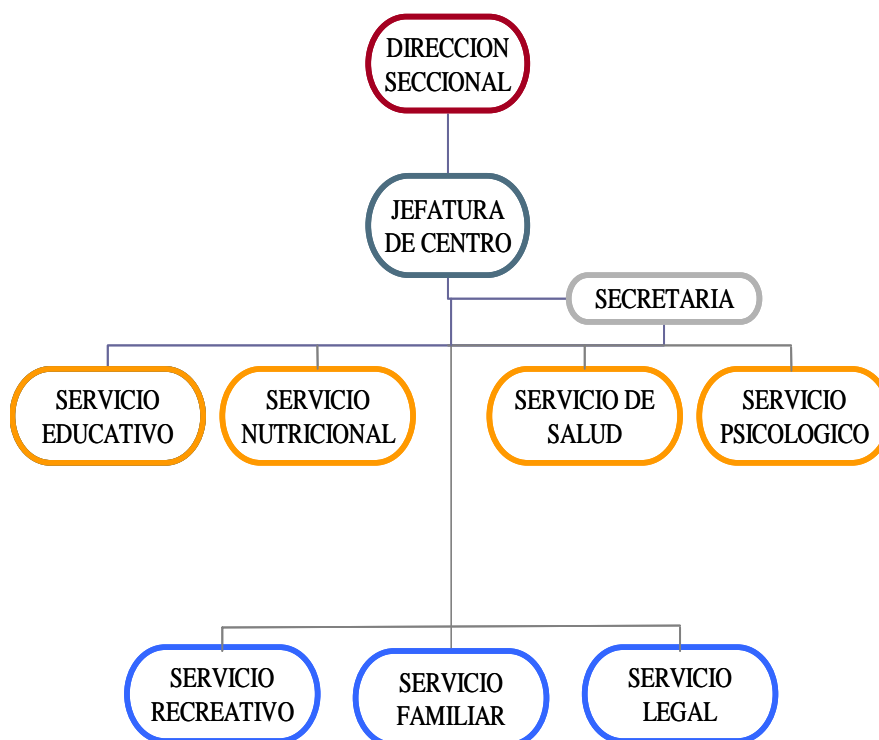 DIRECCION
SECCIONAL
JEFATURA
DE CENTRO
SECRETARIA
SERVICIO
EDUCATIVO
SERVICIO
NUTRICIONAL
SERVICIO DE
SALUD
SERVICIO
PSICOLOGICO
SERVICIO
RECREATIVO
SERVICIO
FAMILIAR
SERVICIO
LEGAL